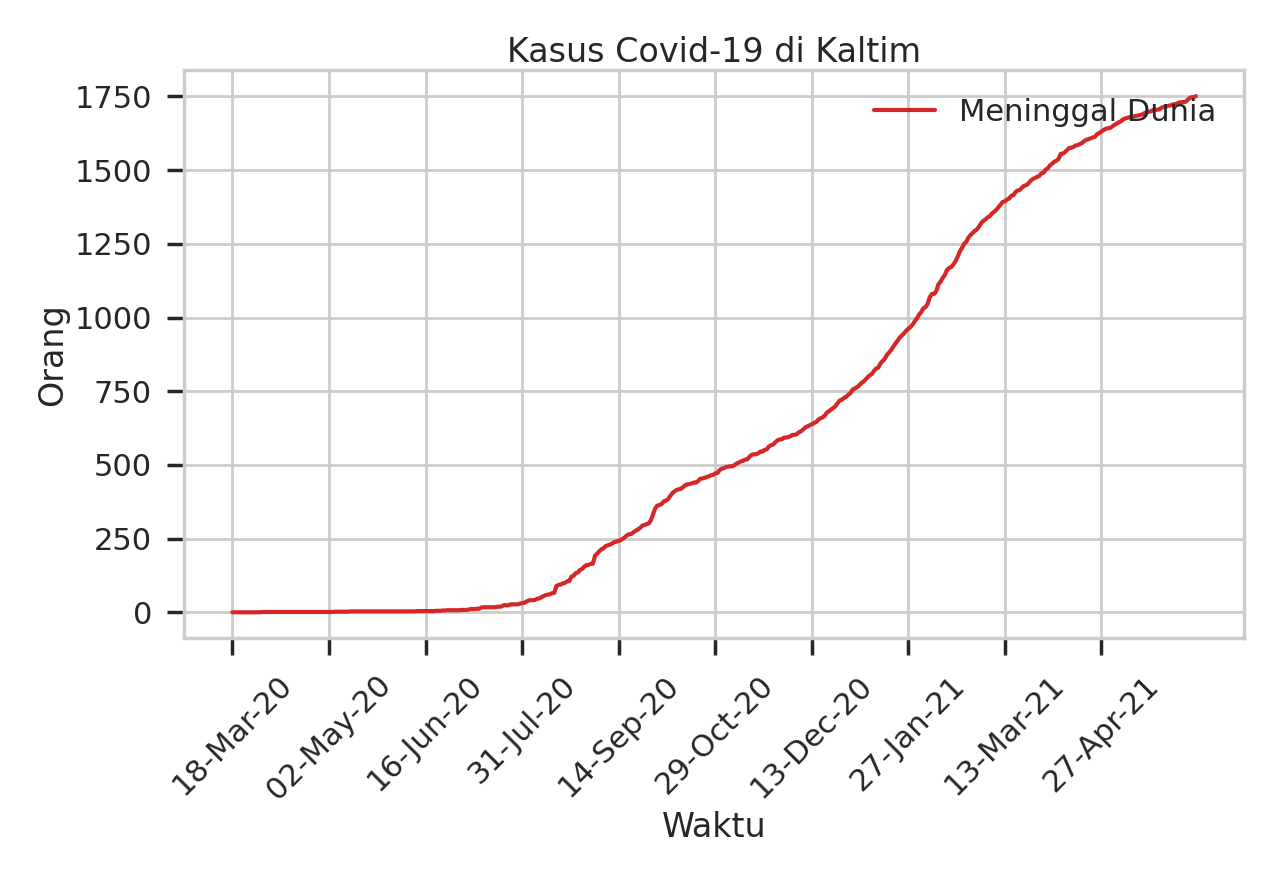 Kasus Covid-19 di Kaltim
Meninggal Dunia
Orang
1750
1500
1250
1000
750
500
250
0
18-Mar-20
02-May-20
16-Jun-20
31-Jul-20
14-Sep-20
29-Oct-20
13-Dec-20
27-Jan-21
13-Mar-21
27-Apr-21
Waktu